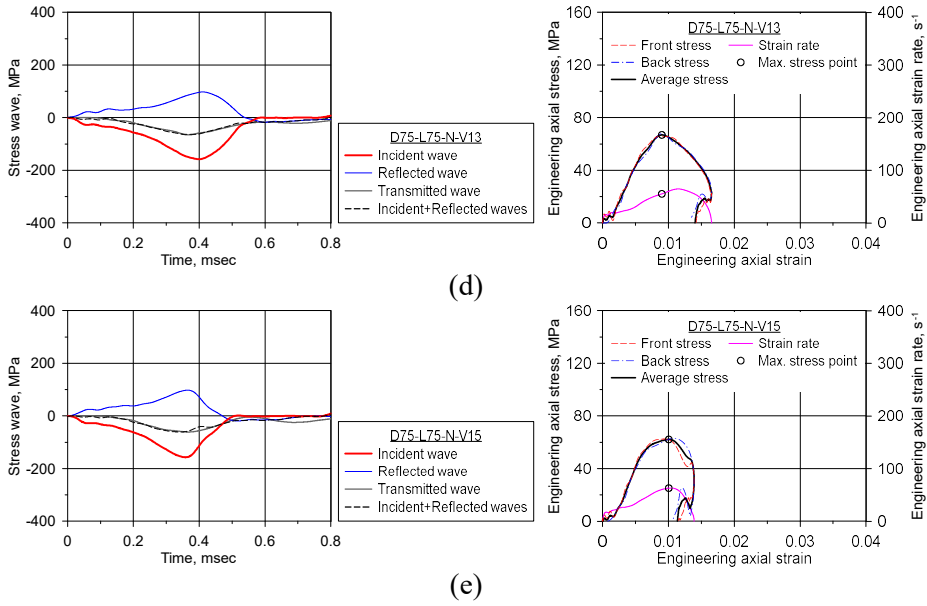 400
200
0
-200
-400
Stress wave, MPa
0 0.2 0.4 0.6 0.8
Time, msec
D75-L75-N-V13
Incident wave
Reflected wave
Transmitted wave
Incident+Reflected waves
160
120
80
40
0
Engineering axial stress, MPa
D75-L75-N-V13
Front stress Strain rate
Back stress Max. stress point
Average stress
400
300
200
100
0
Engineering axial strain rate, s-1
0 0.01 0.02 0.03 0.04
Engineering axial strain
(d)
400
200
0
-200
-400
Stress wave, MPa
0 0.2 0.4 0.6 0.8
Time, msec
D75-L75-N-V15
Incident wave
Reflected wave
Transmitted wave
Incident+Reflected waves
160
120
80
40
0
Engineering axial stress, MPa
D75-L75-N-V15
Front stress Strain rate
Back stress Max. stress point
Average stress
400
300
200
100
0
Engineering axial strain rate, s-1
0 0.01 0.02 0.03 0.04
Engineering axial strain
(e)